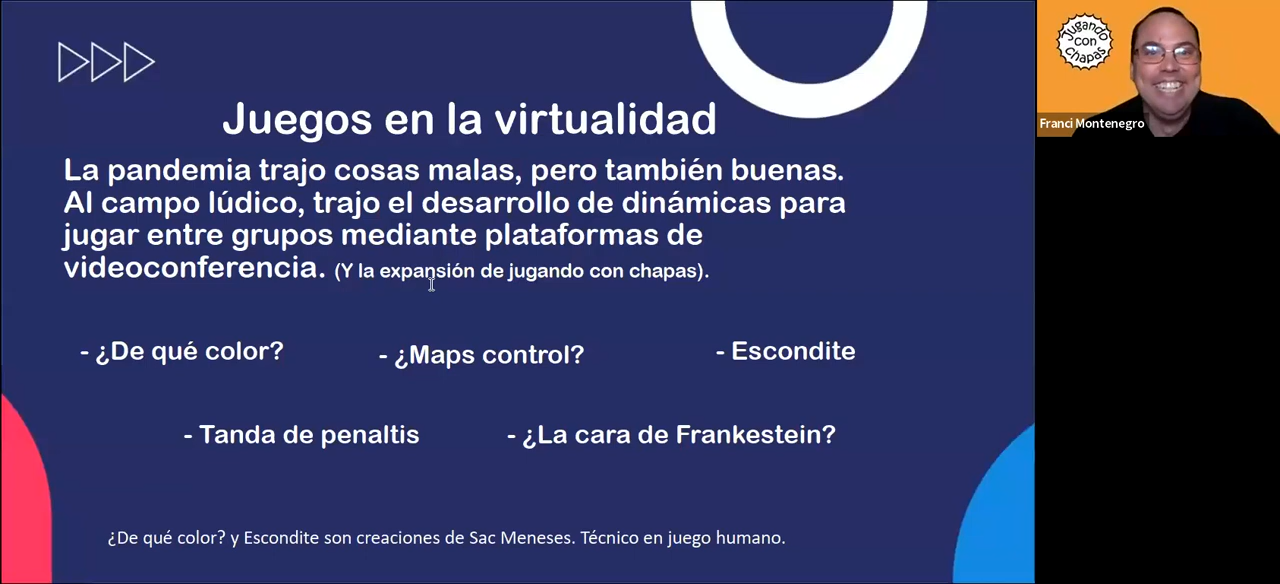 Juegos en la virtualidad
La pandemia trajo cosas malas, pero también buenas.
Al campo lúdico, trajo el desarrollo de dinámicas para
jugar entre grupos mediante plataformas de
videoconferencia. (Y la expansión de jugando con chapas).
- ¿De qué color?
- ¿Maps control?
- Escondite
- Tanda de penaltis
- ¿La cara de Frankestein?
¿De qué color? y Escondite son creaciones de Sac Meneses. Técnico en juego humano.
Jugando
con
chapas
Franci Montenegro